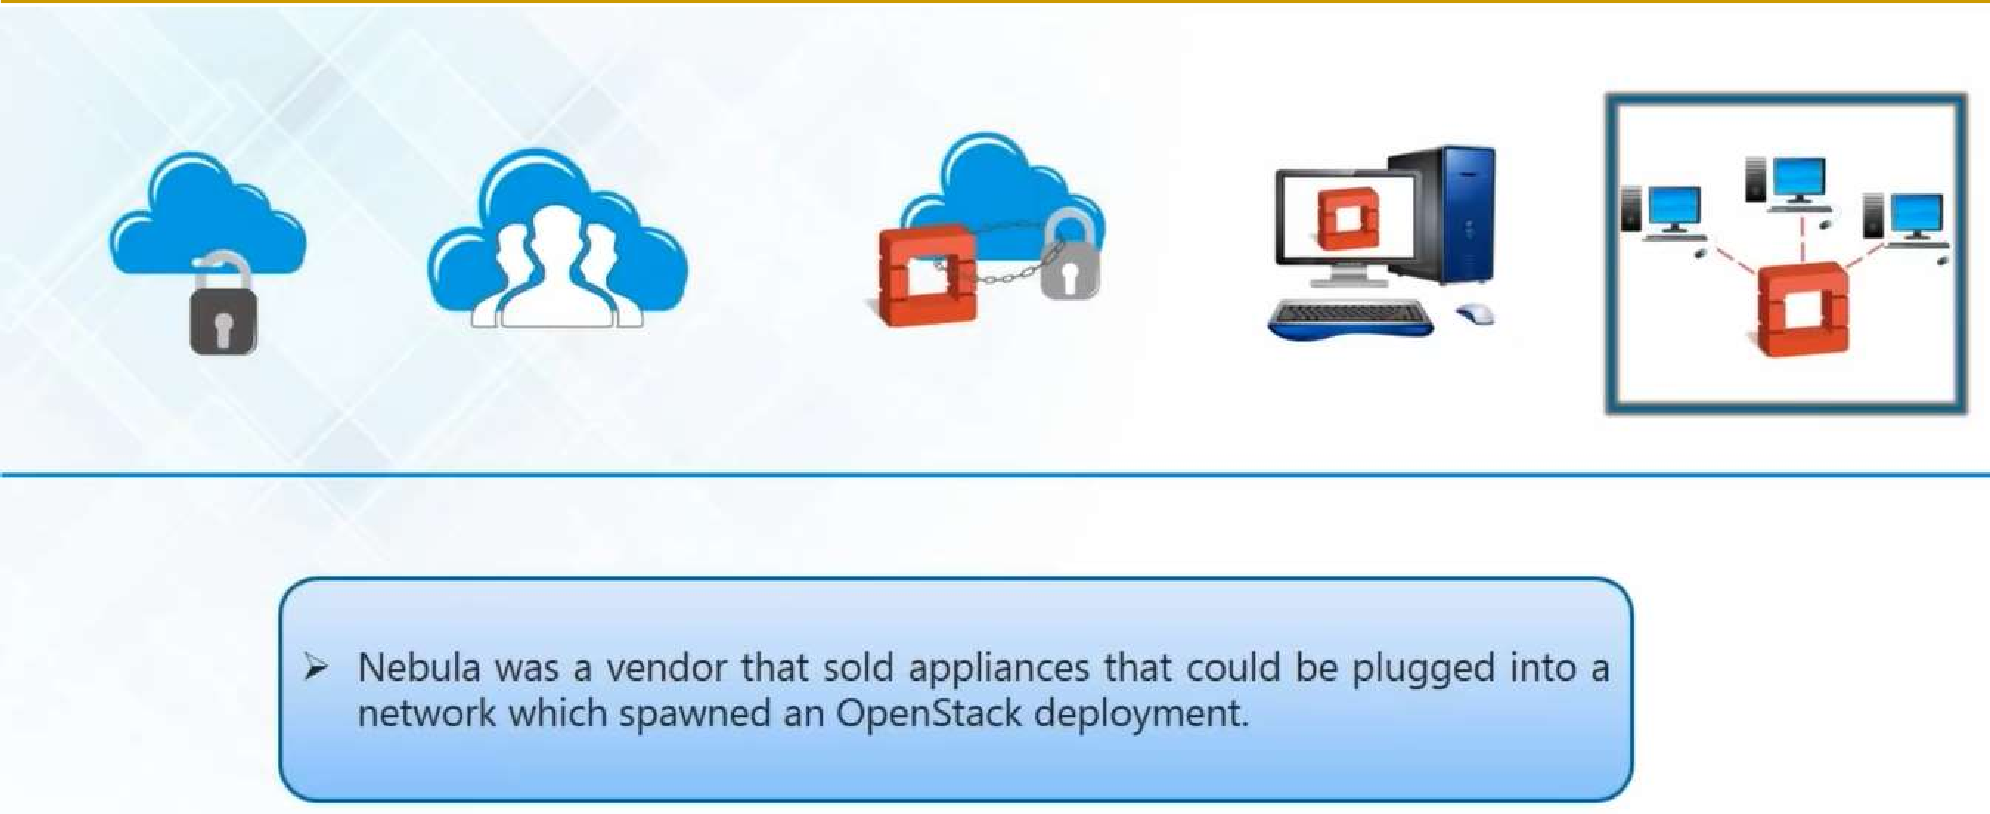 ➢ Nebula was a vendor that sold appliances that could be plugged into a
network which spawned an OpenStack deployment.